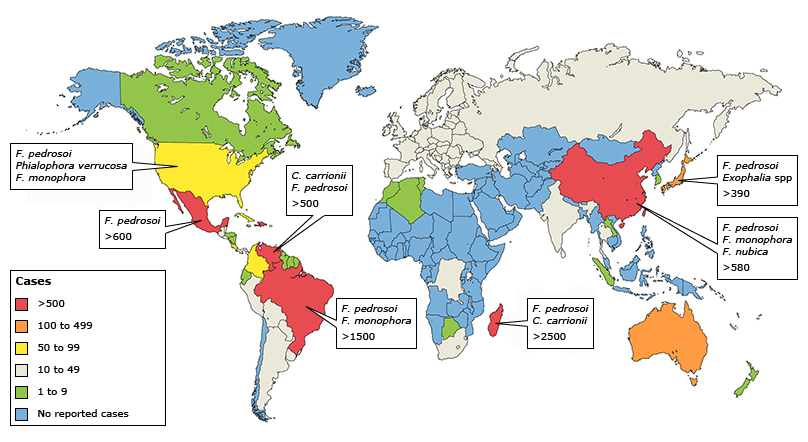 F. pedrosoi
Phialophora verrucosa
F. monophora
C. carrionii
F. pedrosoi
>500
F. pedrosoi
Exophalia spp
>390
F. pedrosoi
>600
F. pedrosoi
F. monophora
F. nubica
>580
F. pedrosoi
F. monophora
>1500
F. pedrosoi
C. carrionii
>2500
Cases
>500
100 to 499
50 to 99
10 to 49
1 to 9
No reported cases